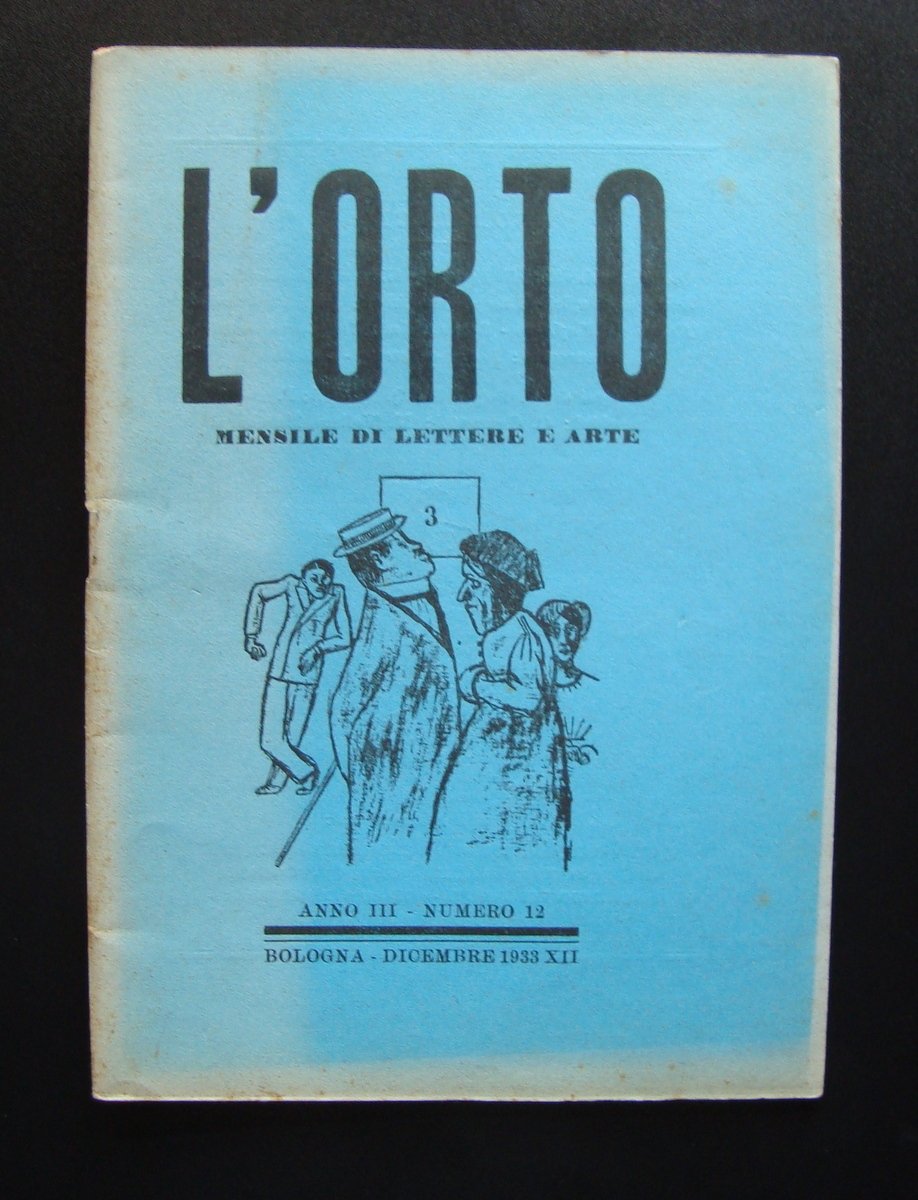 L'ORTO
MENSILE DI LETTERE E ARTE
3
ANNO III - NUMERO 12
BOLOGNA - DICEMBRE 1933 XII